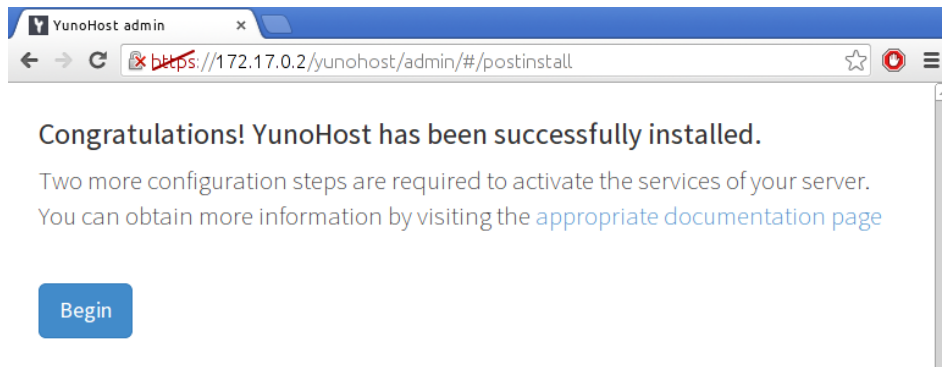 YunoHost admin
https://172.17.0.2/yunohost/admin/#/postinstall
Congratulations! YunoHost has been successfully installed.
Two more configuration steps are required to activate the services of your server.
You can obtain more information by visiting the appropriate documentation page
Begin